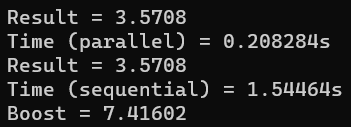 Result = 3.5708
Time (parallel) = 0.208284s
Result = 3.5708
Time (sequential) = 1.54464s
Boost = 7.41602